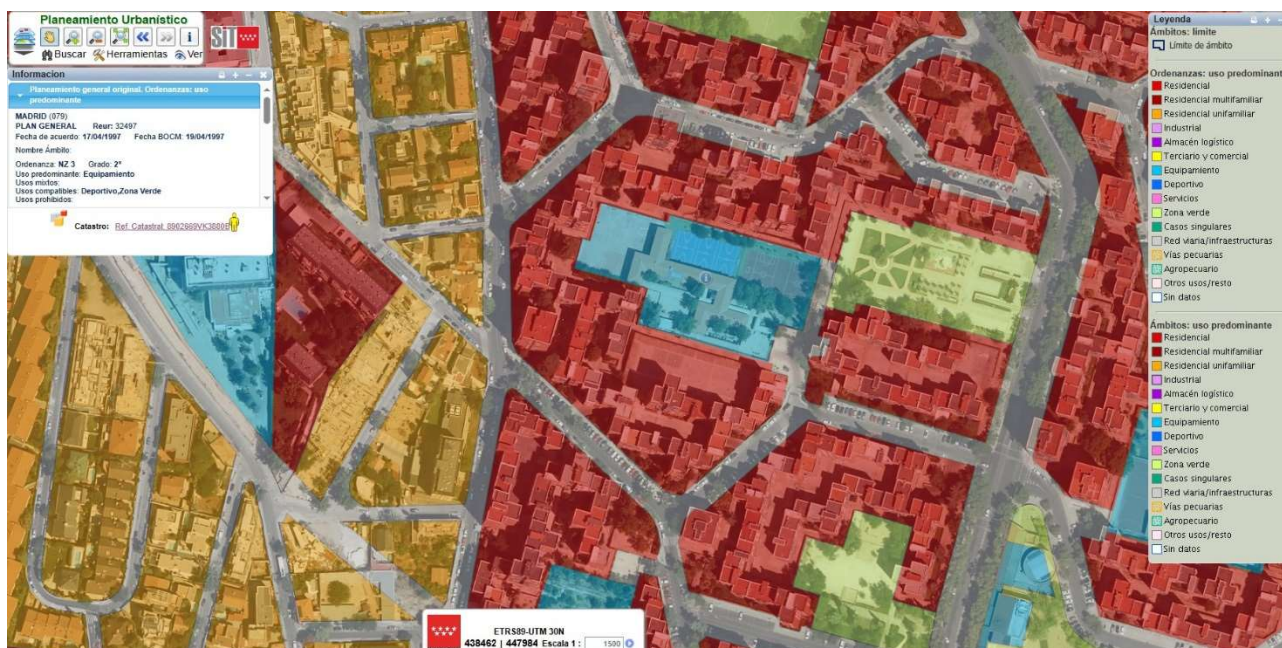 Planeamiento Urbanístico
SiT
Buscar Herramientas Ver
Informacion
Planeamiento general original. Ordenanzas: uso
predominante
MADRID (079)
PLAN GENERAL Reur: 32497
Fecha de acuerdo: 17/04/1997 Fecha BOCM: 19/04/1997
Nombre Ámbito:
Ordenanza: NZ 3 Grado: 2º
Uso predominante: Equipamiento
Usos mixtos:
Usos compatibles: Deportivo,Zona Verde
Usos prohibidos:
Catastro: Ref. Catastral
ETRS89-UTM 30N
438462 | 447984 Escala 1 : 1500
Leyenda
Ámbitos: límite
Límite de ámbito
Ordenanzas: uso predominant
Residencial
Residencial multifamiliar
Residencial unifamiliar
Industrial
Almacén logístico
Terciario y comercial
Equipamiento
Deportivo
Servicios
Zona verde
Casos singulares
Red viaria/infraestructuras
Vías pecuarias
Agropecuario
Otros usos/resto
Sin datos
Ámbitos: uso predominante
Residencial
Residencial multifamiliar
Residencial unifamiliar
Industrial
Almacén logístico
Terciario y comercial
Equipamiento
Deportivo
Servicios
Zona verde
Casos singulares
Red viaria/infraestructuras
Vías pecuarias
Agropecuario
Otros usos/resto
Sin datos